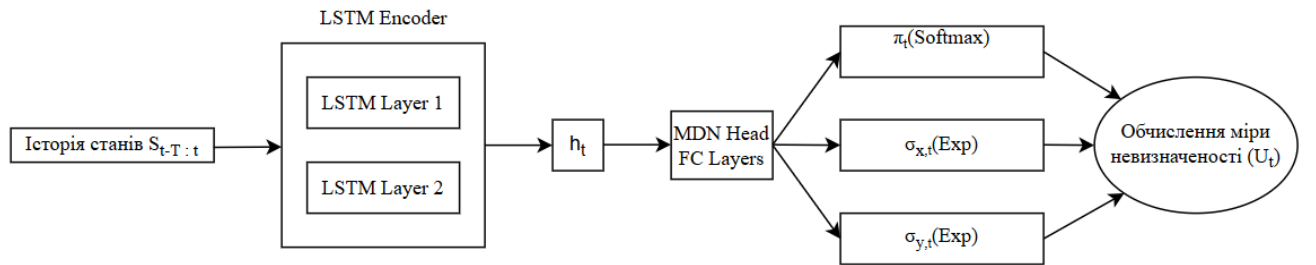 LSTM Encoder
LSTM Layer 1
LSTM Layer 2
Історія станів S_{t-T : t}
h_t
MDN Head
FC Layers
π_t(Softmax)
σ_{x,t}(Exp)
σ_{y,t}(Exp)
Обчислення міри
невизначеності (U_t)